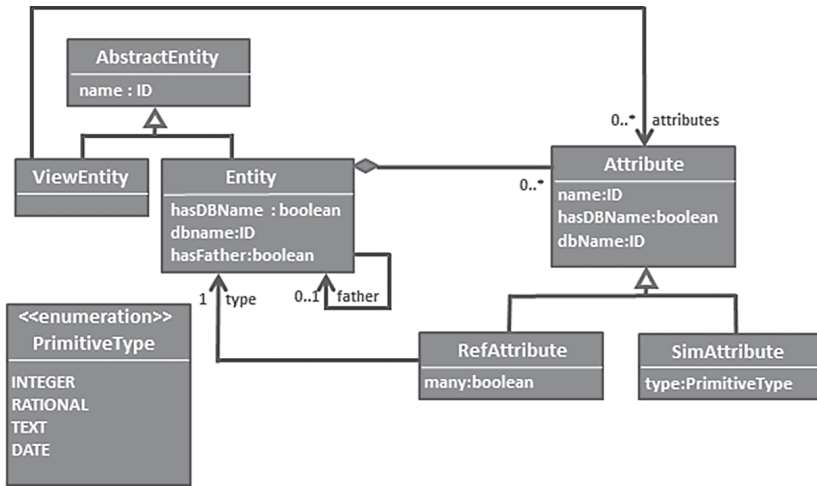 AbstractEntity
name : ID
0..* attributes
ViewEntity
Entity
hasDBName : boolean
dbname:ID
hasFather:boolean
0..*
Attribute
name:ID
hasDBName:boolean
dbName:ID
1 type
0..1 father
<<enumeration>>
PrimitiveType
INTEGER
RATIONAL
TEXT
DATE
RefAttribute
many:boolean
SimAttribute
type:PrimitiveType